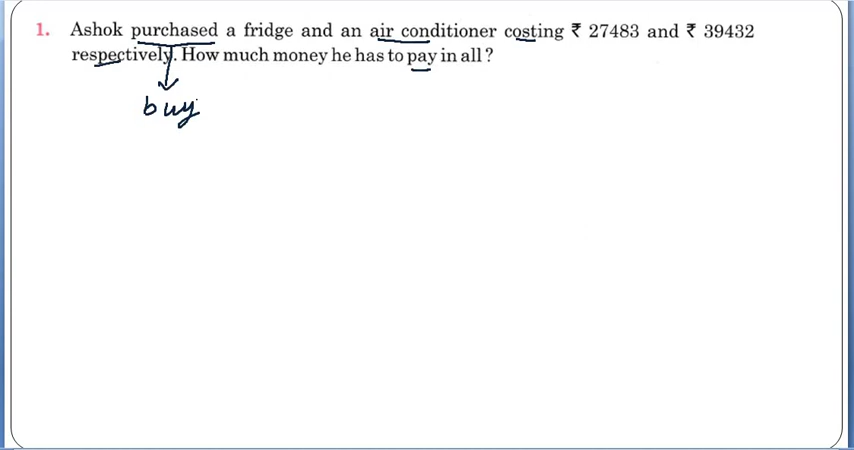 1. Ashok purchased a fridge and an air conditioner costing ₹ 27483 and ₹ 39432
respectively. How much money he has to pay in all?
buy